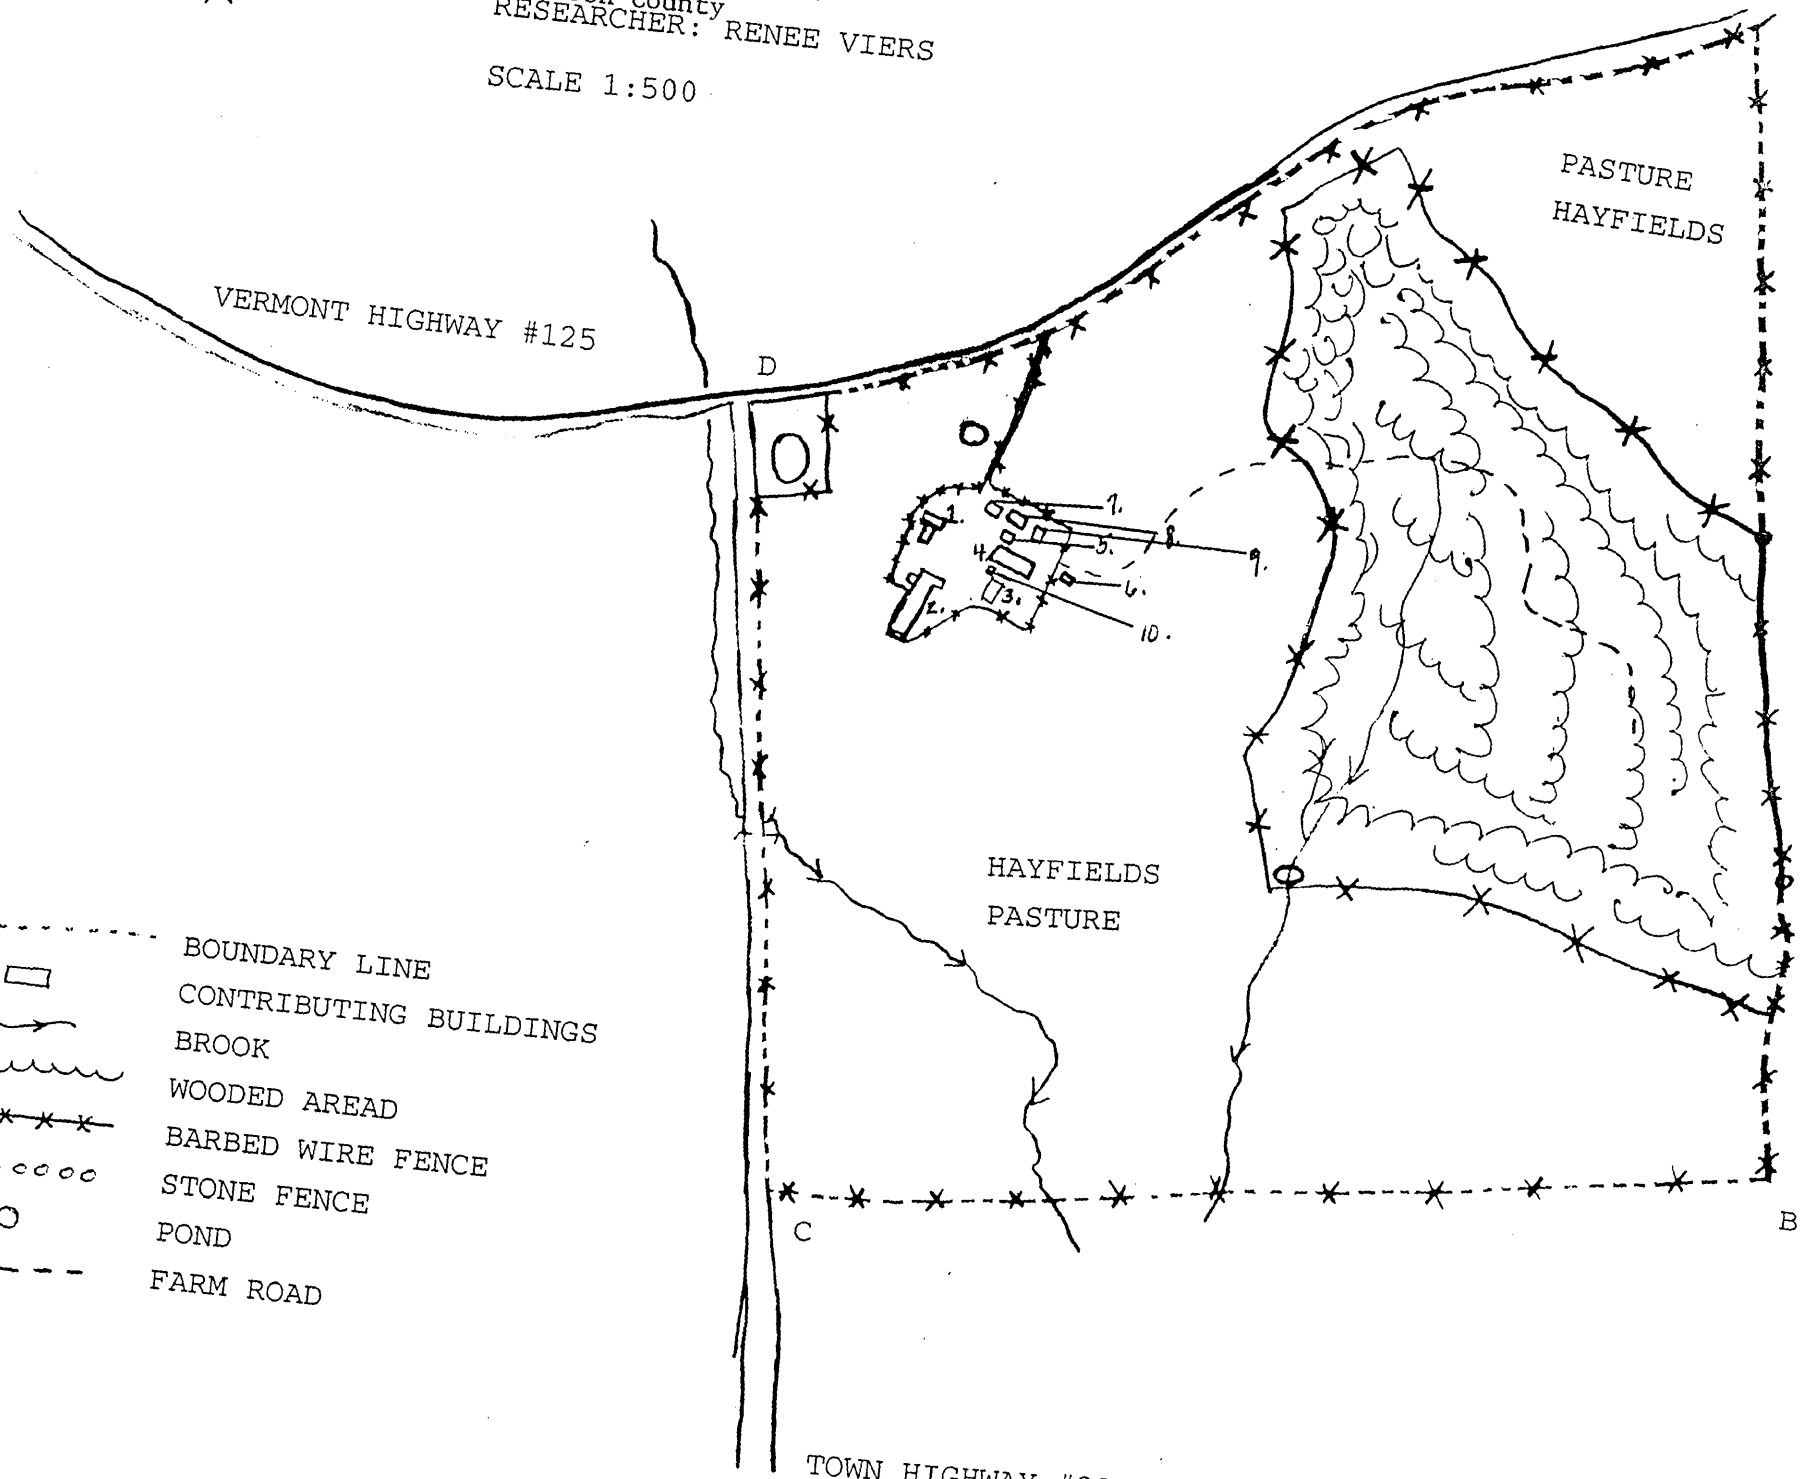 County
RESEARCHER: RENEE VIERS
SCALE 1:500
PASTURE
HAYFIELDS
VERMONT HIGHWAY #125
D
1.
2.
3.
4.
5.
6.
7.
8.
9.
10.
HAYFIELDS
PASTURE
BOUNDARY LINE
CONTRIBUTING BUILDINGS
BROOK
WOODED AREAD
BARBED WIRE FENCE
STONE FENCE
POND
FARM ROAD
C
B
TOWN HIGHWAY